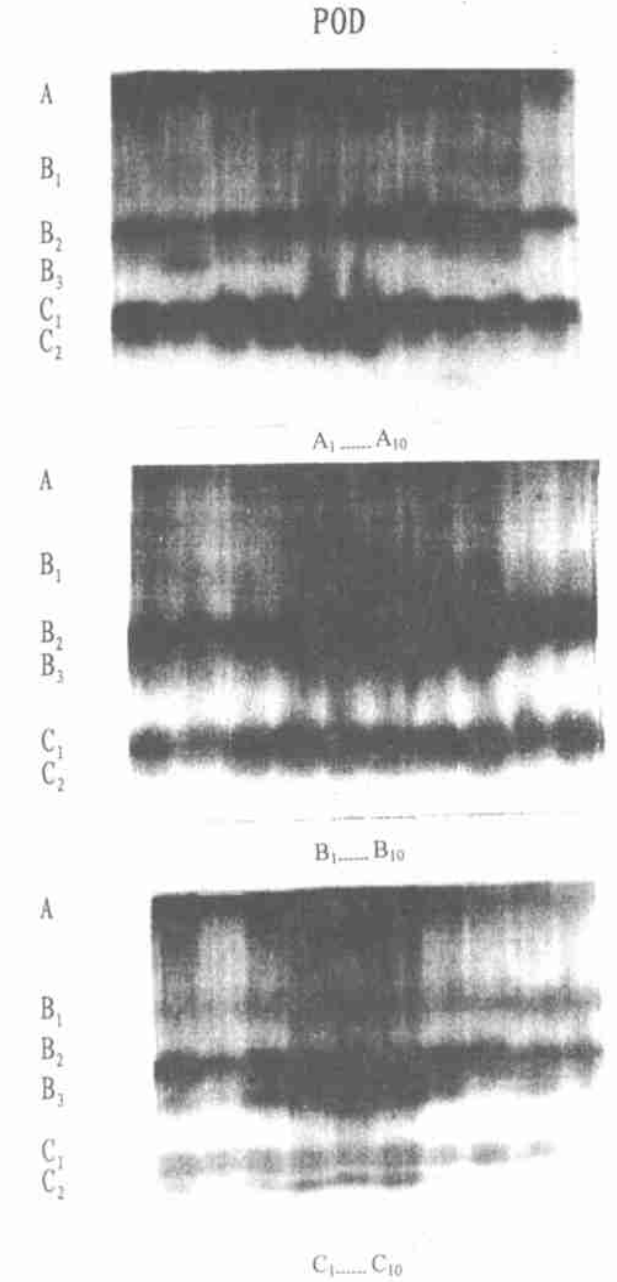 POD
A
B₁
B₂
B₃
C₁
C₂
A₁ ...... A₁₀
A
B₁
B₂
B₃
C₁
C₂
B₁...... B₁₀
A
B₁
B₂
B₃
C₁
C₂
C₁...... C₁₀